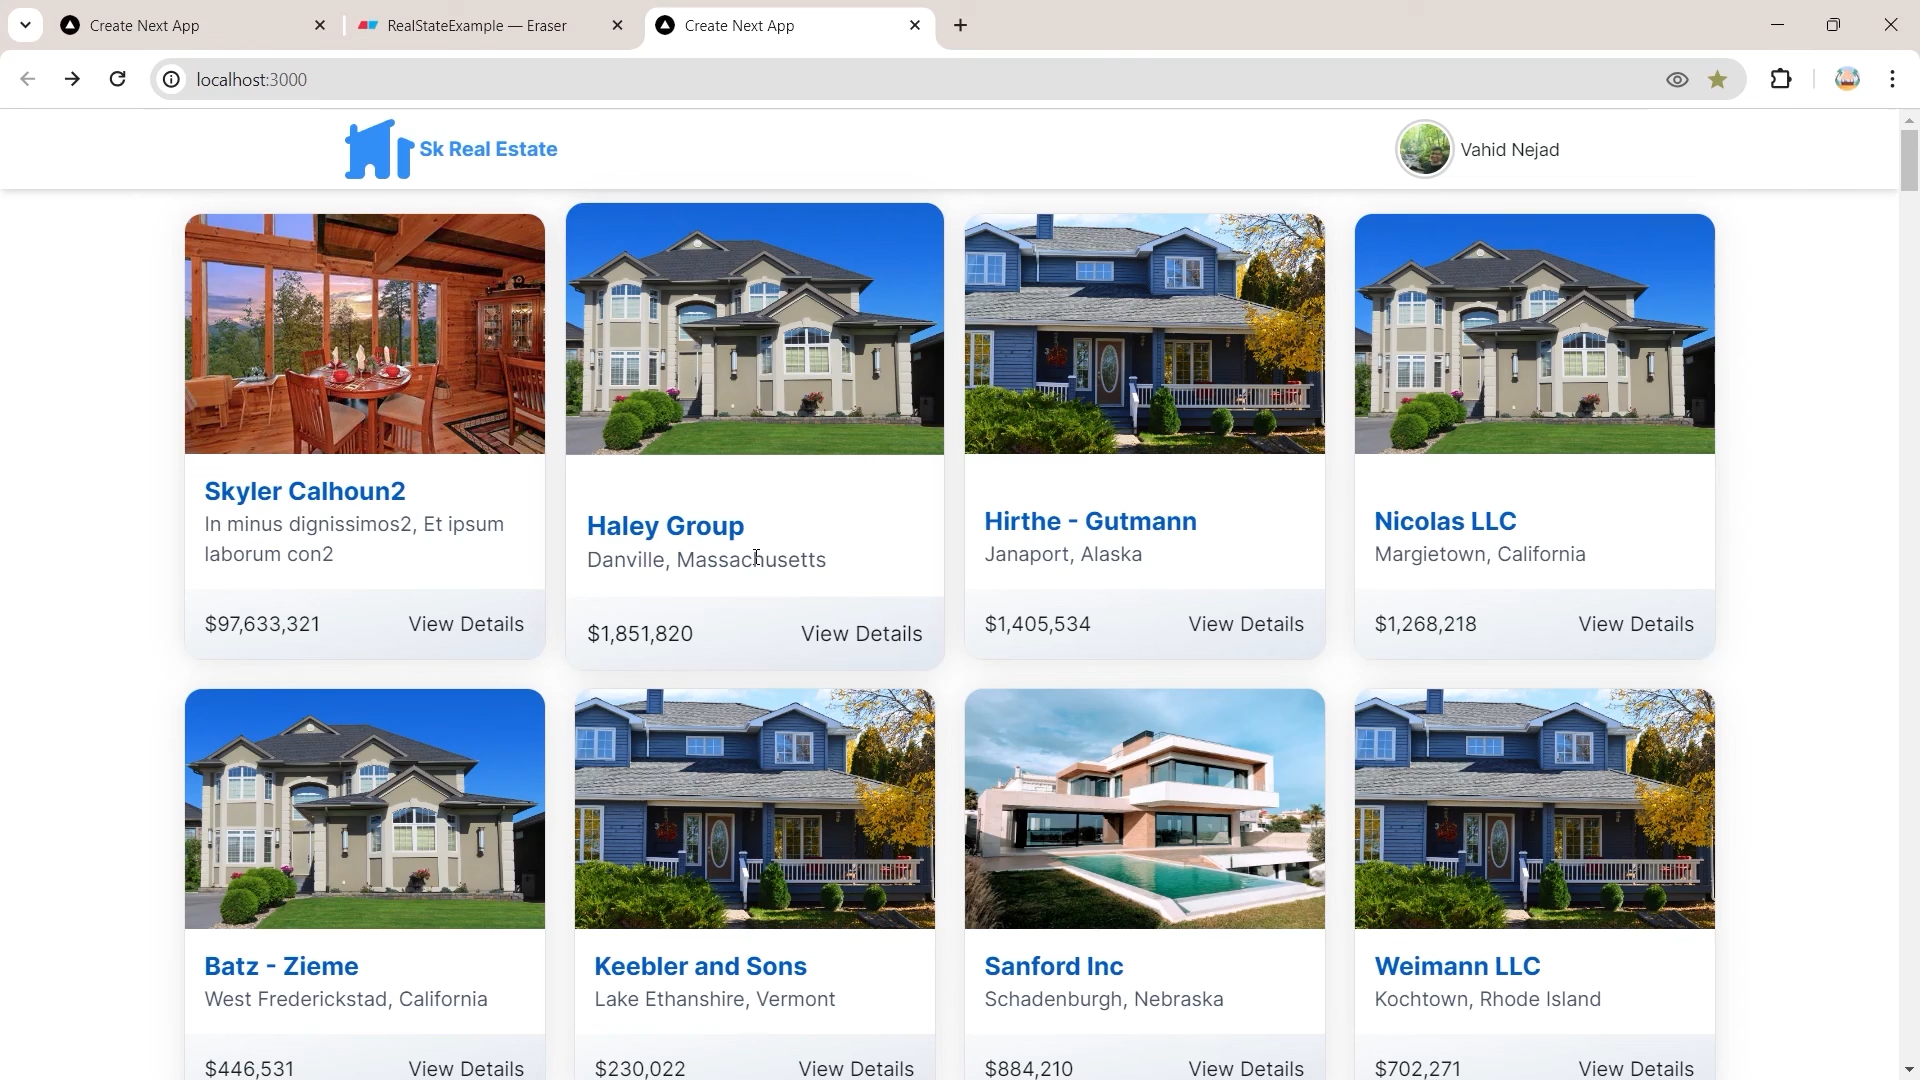 Create Next App
RealStateExample — Eraser
Create Next App
localhost:3000
Sk Real Estate
Vahid Nejad
Skyler Calhoun2
In minus dignissimos2, Et ipsum
laborum con2
$97,633,321 View Details
Haley Group
Danville, Massachusetts
$1,851,820 View Details
Hirthe - Gutmann
Janaport, Alaska
$1,405,534 View Details
Nicolas LLC
Margietown, California
$1,268,218 View Details
Batz - Zieme
West Frederickstad, California
$446,531 View Details
Keebler and Sons
Lake Ethanshire, Vermont
$230,022 View Details
Sanford Inc
Schadenburgh, Nebraska
$884,210 View Details
Weimann LLC
Kochtown, Rhode Island
$702,271 View Details